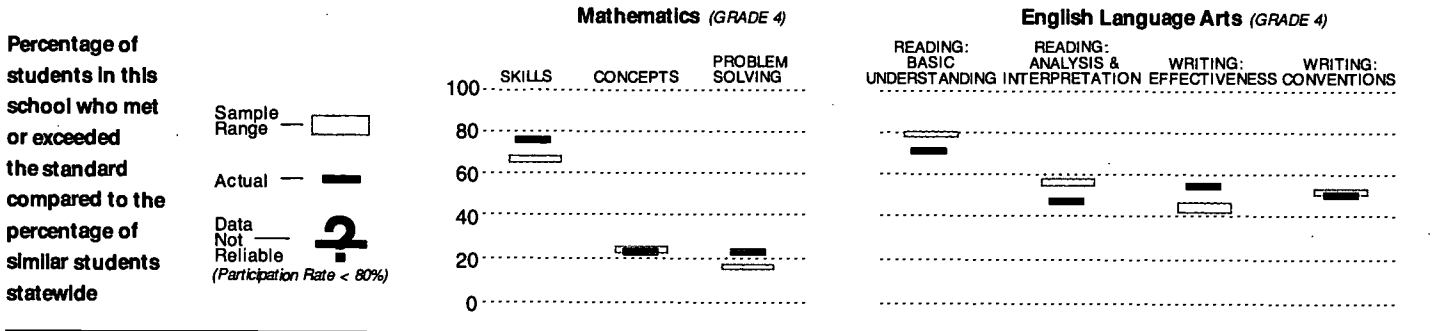 Mathematics (GRADE 4)
English Language Arts (GRADE 4)
Percentage of
students in this
school who met
or exceeded
the standard
compared to the
percentage of
similar students
statewide
Sample
Range
Actual
Data
Not
Reliable
?
(Participation Rate < 80%)
SKILLS
CONCEPTS
PROBLEM
SOLVING
100
80
60
40
20
0
READING:
BASIC
UNDERSTANDING
READING:
ANALYSIS &
INTERPRETATION
WRITING:
EFFECTIVENESS
WRITING:
CONVENTIONS